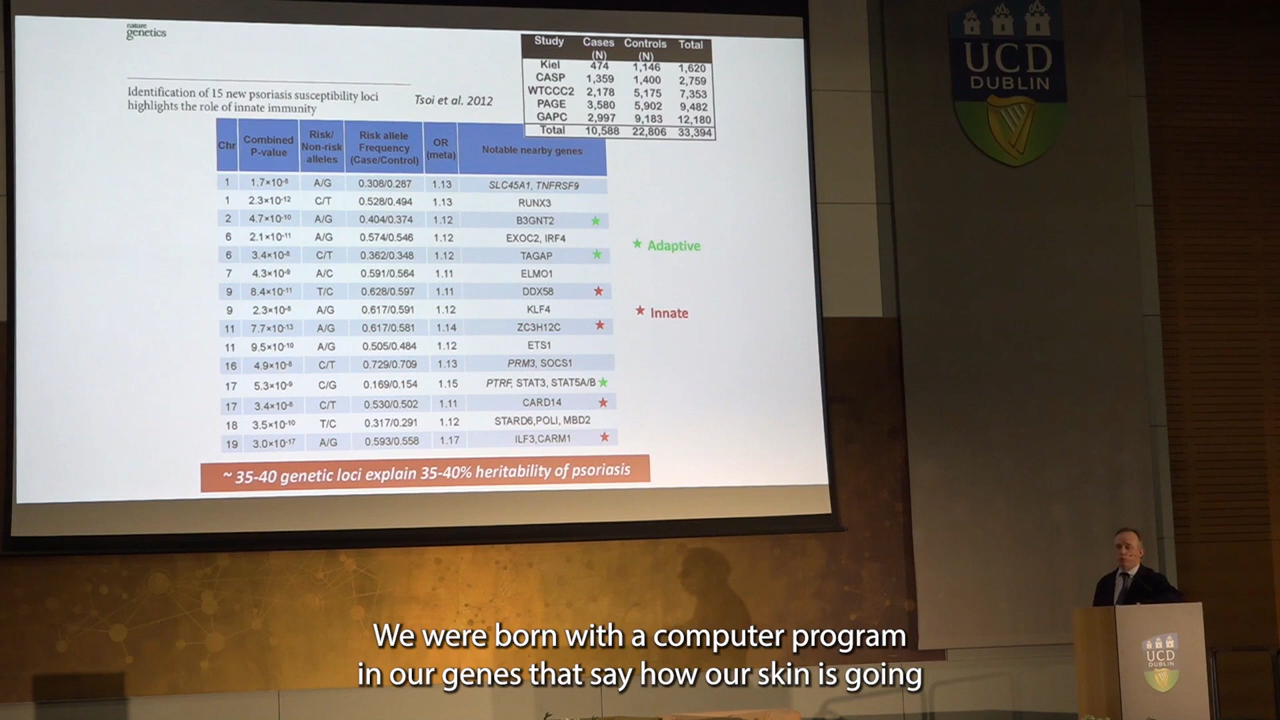 nature
genetics
Identification of 15 new psoriasis susceptibility loci
highlights the role of innate immunity
Tsoi et al. 2012
Study Cases (N) Controls (N) Total
Kiel 474 1,146 1,620
CASP 1,359 1,400 2,759
WTCCC2 2,178 5,175 7,353
PAGE 3,580 5,902 9,482
GAPC 2,997 9,183 12,180
Total 10,588 22,806 33,394
Chr Combined P-value Risk/Non-risk alleles Risk allele Frequency (Case/Control) OR (meta) Notable nearby genes
1 1.7×10⁻⁸ A/G 0.308/0.287 1.13 SLC45A1, TNFRSF9
1 2.3×10⁻¹² C/T 0.528/0.494 1.13 RUNX3
2 4.7×10⁻¹⁰ A/G 0.404/0.374 1.12 B3GNT2 ★
6 2.1×10⁻¹¹ A/G 0.574/0.546 1.12 EXOC2, IRF4
6 3.4×10⁻⁸ C/T 0.362/0.348 1.12 TAGAP ★
7 4.3×10⁻⁹ A/C 0.591/0.564 1.11 ELMO1
9 8.4×10⁻¹¹ T/C 0.628/0.597 1.11 DDX58 ★
9 2.3×10⁻⁸ A/G 0.617/0.591 1.12 KLF4
11 7.7×10⁻¹³ A/G 0.617/0.581 1.14 ZC3H12C ★
11 9.5×10⁻¹⁰ A/G 0.505/0.484 1.12 ETS1
16 4.9×10⁻⁸ C/T 0.729/0.709 1.13 PRM3, SOCS1
17 5.3×10⁻⁹ C/G 0.169/0.154 1.15 PTRF, STAT3, STAT5A/B ★
17 3.4×10⁻⁸ C/T 0.530/0.502 1.11 CARD14 ★
18 3.5×10⁻¹⁰ T/C 0.317/0.291 1.12 STARD6,POLI, MBD2
19 3.0×10⁻¹⁷ A/G 0.593/0.558 1.17 ILF3,CARM1 ★
★ Adaptive
★ Innate
~ 35-40 genetic loci explain 35-40% heritability of psoriasis
UCD
DUBLIN
UCD
DUBLIN
We were born with a computer program
in our genes that say how our skin is going